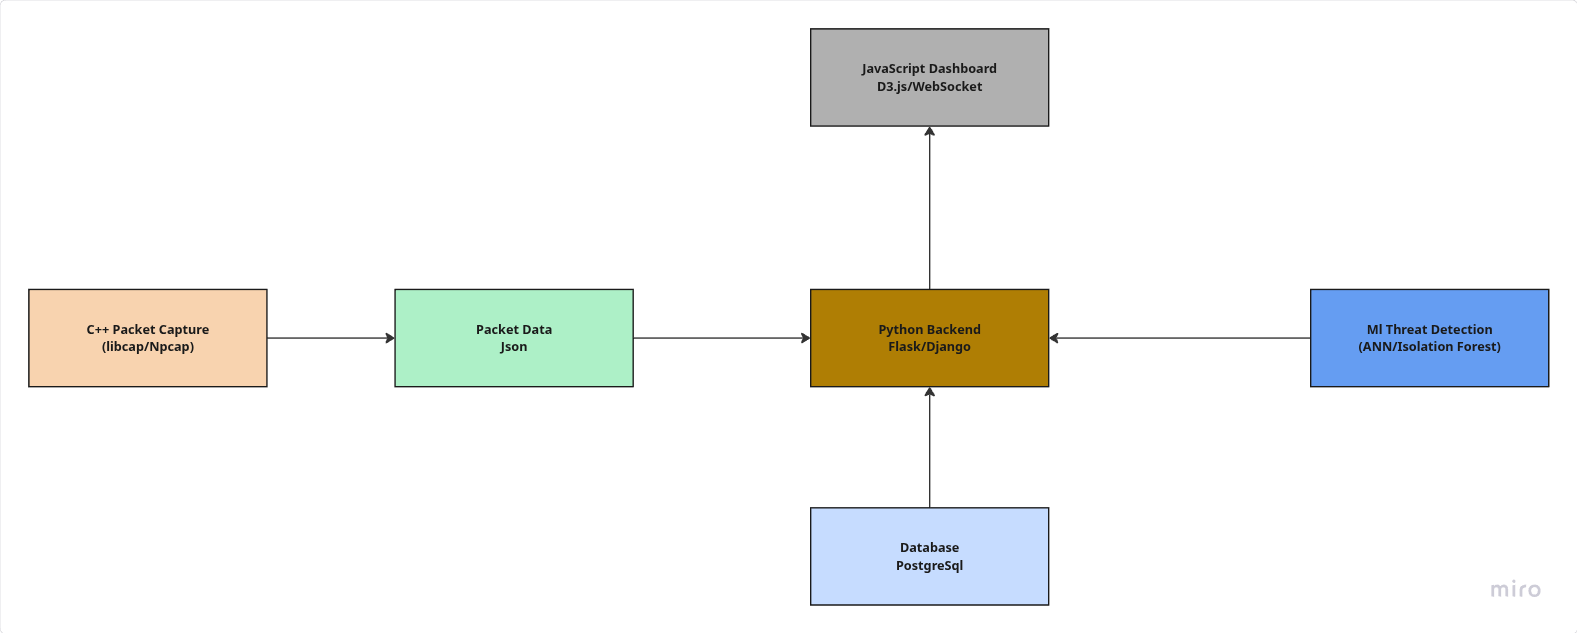 JavaScript Dashboard
D3.js/WebSocket
C++ Packet Capture
(libcap/Npcap)
Packet Data
Json
Python Backend
Flask/Django
Ml Threat Detection
(ANN/Isolation Forest)
Database
PostgreSql
miro